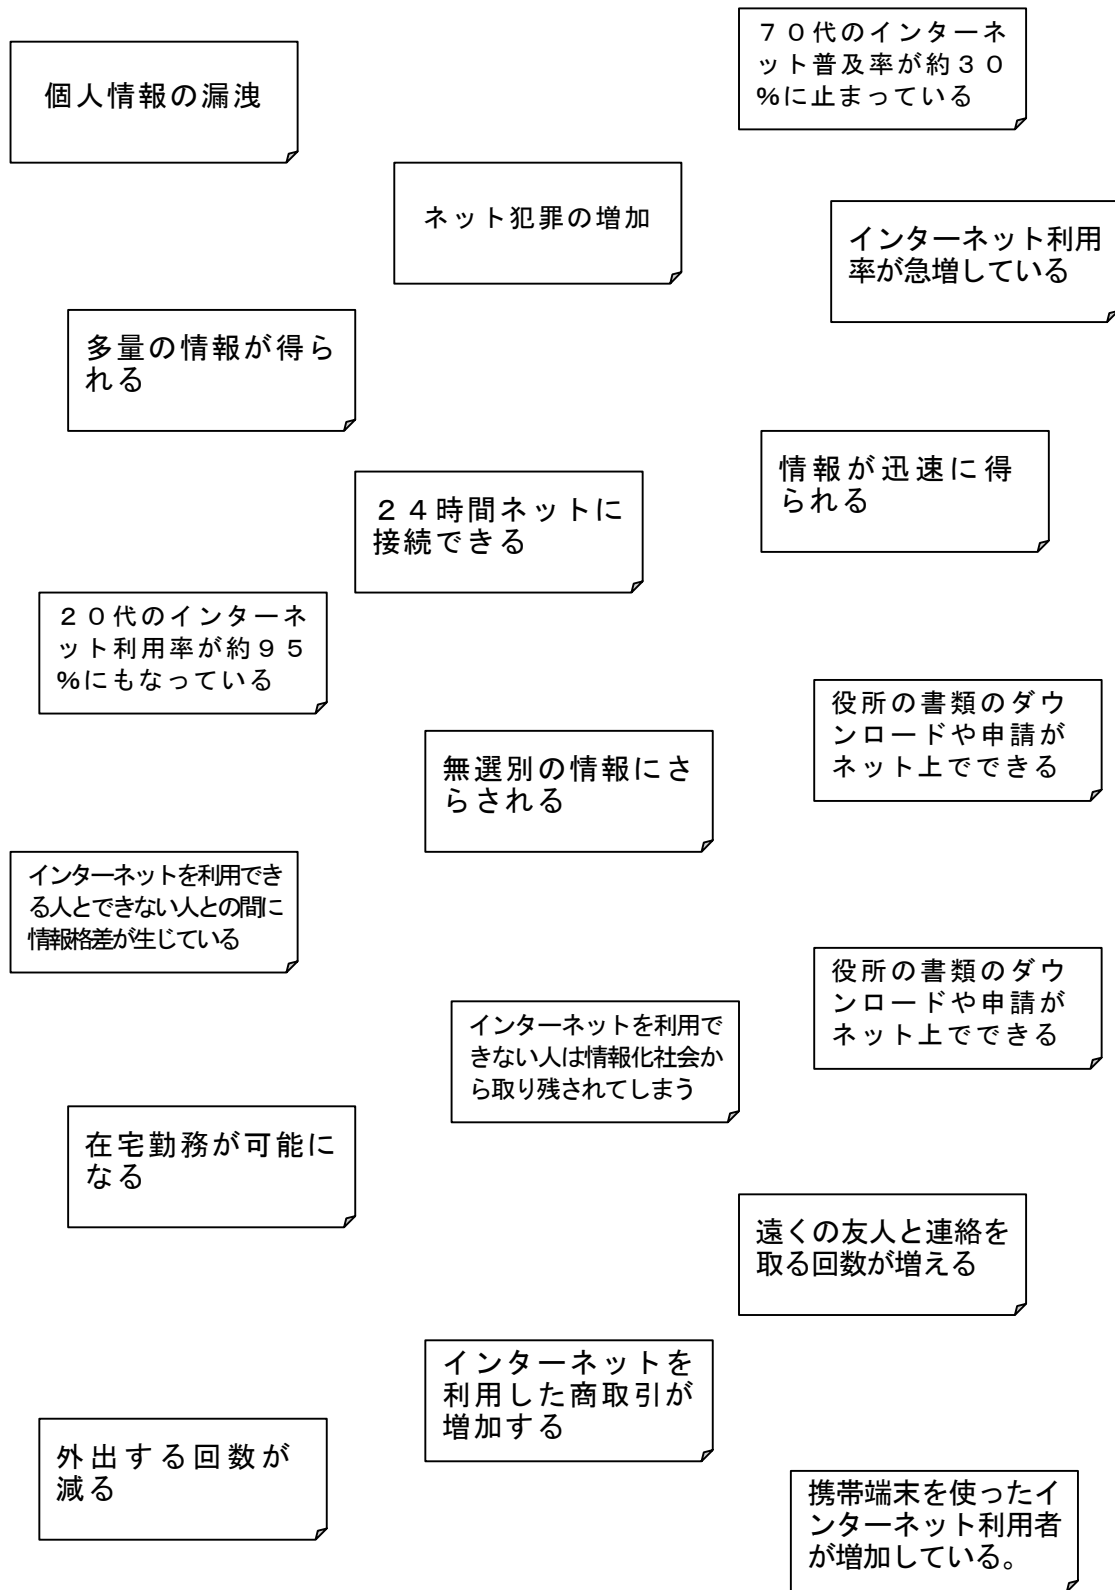 個人情報の漏洩
７０代のインターネ
ット普及率が約３０
%に止まっている
ネット犯罪の増加
インターネット利用
率が急増している
多量の情報が得ら
れる
情報が迅速に得
られる
２４時間ネットに
接続できる
２０代のインターネ
ット利用率が約９５
%にもなっている
役所の書類のダウ
ンロードや申請が
ネット上でできる
無選別の情報にさ
らされる
インターネットを利用でき
る人とできない人との間に
情報格差が生じている
役所の書類のダウ
ンロードや申請が
ネット上でできる
インターネットを利用で
きない人は情報化社会か
ら取り残されてしまう
在宅勤務が可能に
なる
遠くの友人と連絡を
取る回数が増える
インターネットを
利用した商取引が
増加する
外出する回数が
減る
携帯端末を使ったイ
ンターネット利用者
が増加している。